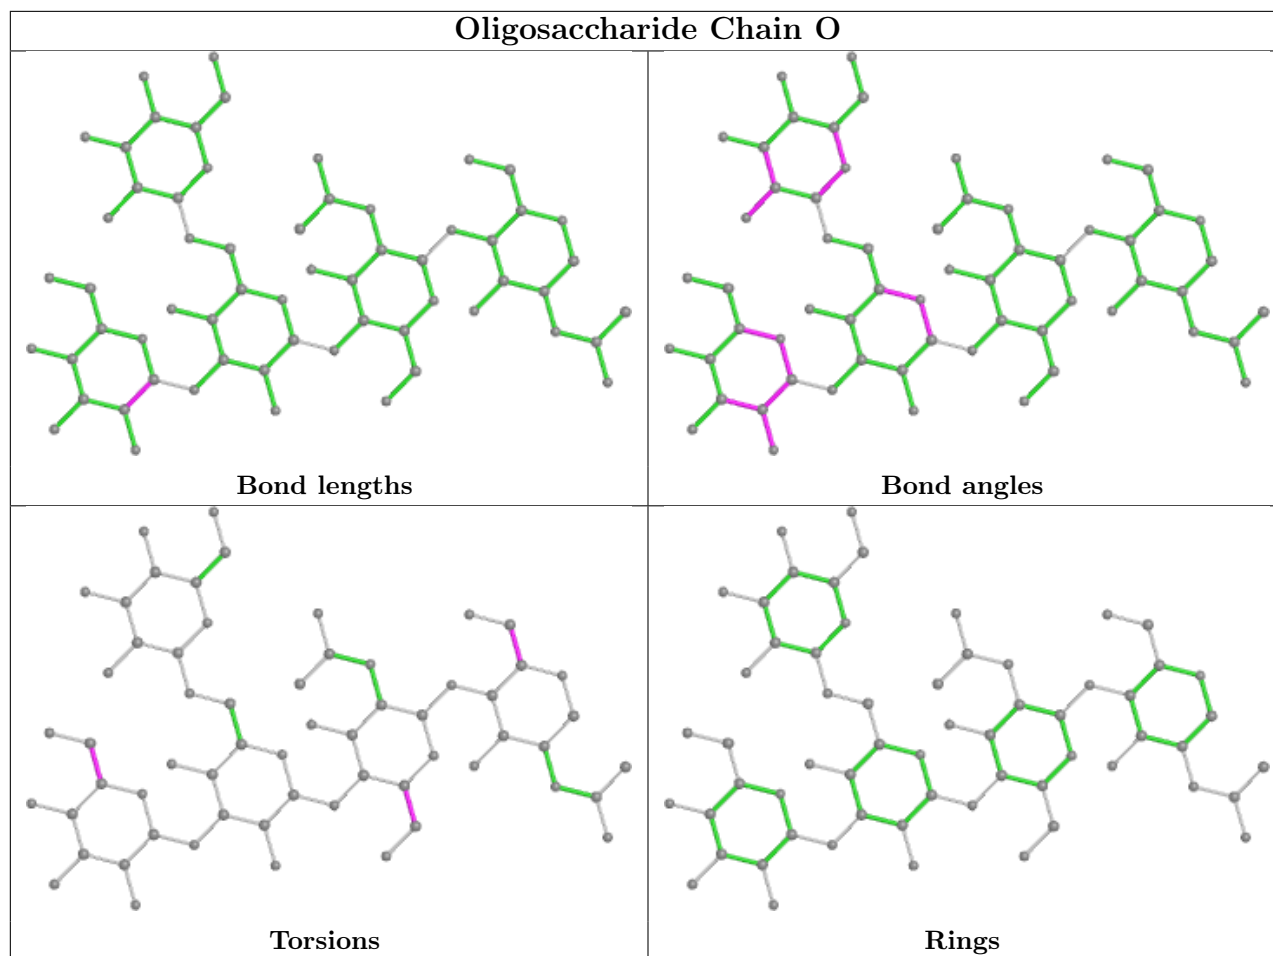 Oligosaccharide Chain O
Bond lengths
Bond angles
Torsions
Rings